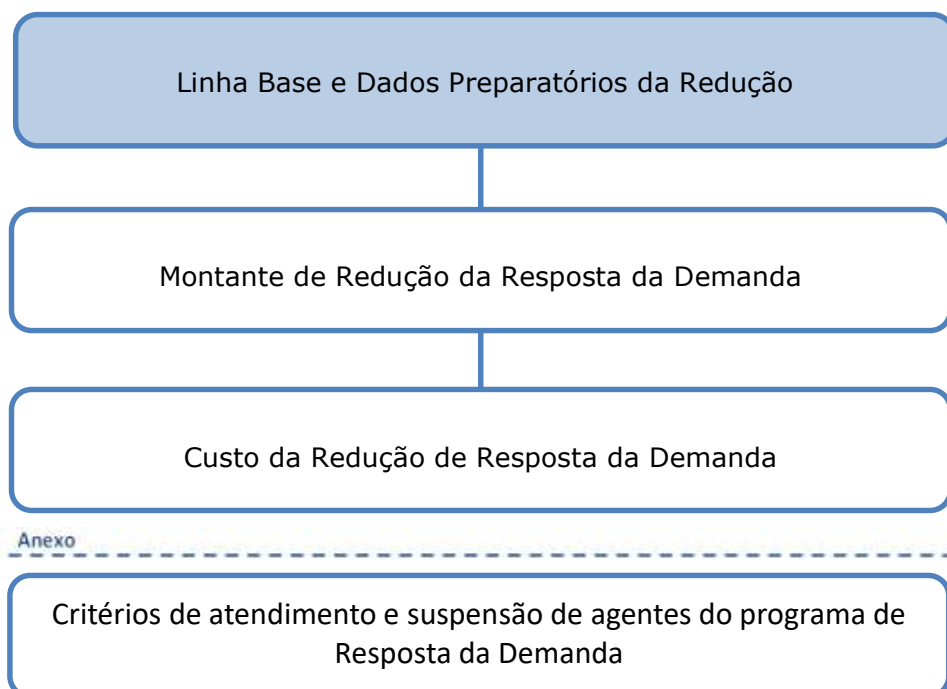 Linha Base e Dados Preparatórios da Redução
Montante de Redução da Resposta da Demanda
Custo da Redução de Resposta da Demanda
Anexo
Critérios de atendimento e suspensão de agentes do programa de
Resposta da Demanda